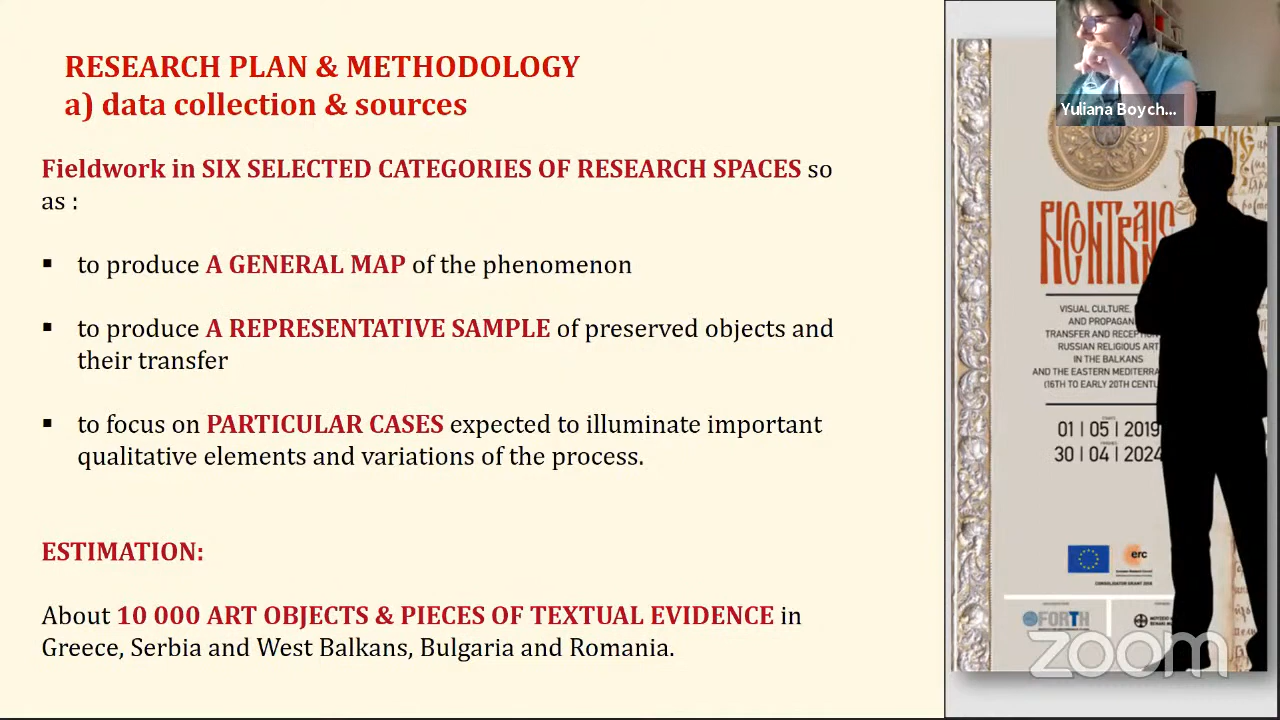 RESEARCH PLAN & METHODOLOGY
a) data collection & sources
Fieldwork in SIX SELECTED CATEGORIES OF RESEARCH SPACES so
as :
▪ to produce A GENERAL MAP of the phenomenon
▪ to produce A REPRESENTATIVE SAMPLE of preserved objects and
their transfer
▪ to focus on PARTICULAR CASES expected to illuminate important
qualitative elements and variations of the process.
ESTIMATION:
About 10 000 ART OBJECTS & PIECES OF TEXTUAL EVIDENCE in
Greece, Serbia and West Balkans, Bulgaria and Romania.
Yuliana Boych...
VISUAL CULTURE,
AND
TRANSFER AND
RUSSIAN RELIGIOUS ART
IN THE BALKANS
AND THE EASTERN
(16TH TO EARLY 20TH
01 | 05 | 2019
30 | 04 | 2024
erc
FORTH
zoom